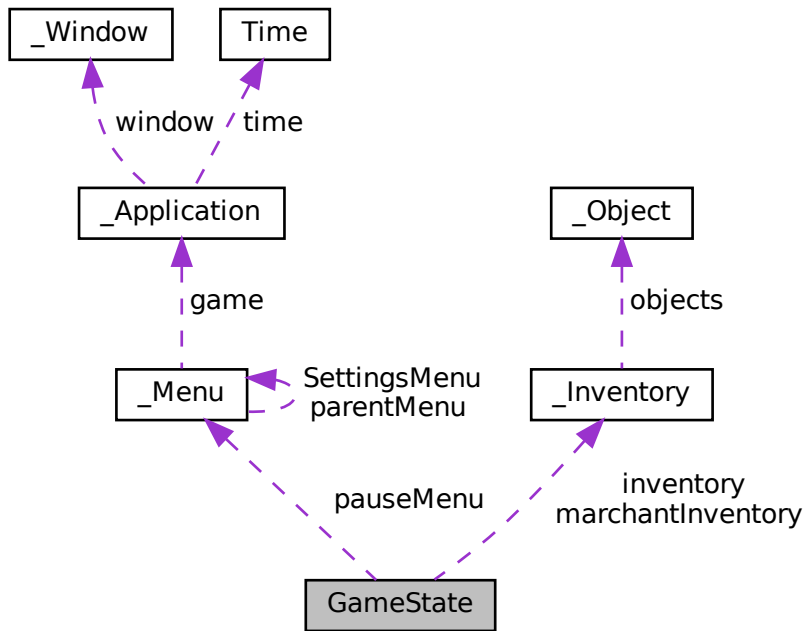 _Window
Time
window
time
_Application
_Object
game
objects
_Menu
SettingsMenu
parentMenu
_Inventory
pauseMenu
inventory
marchantInventory
GameState